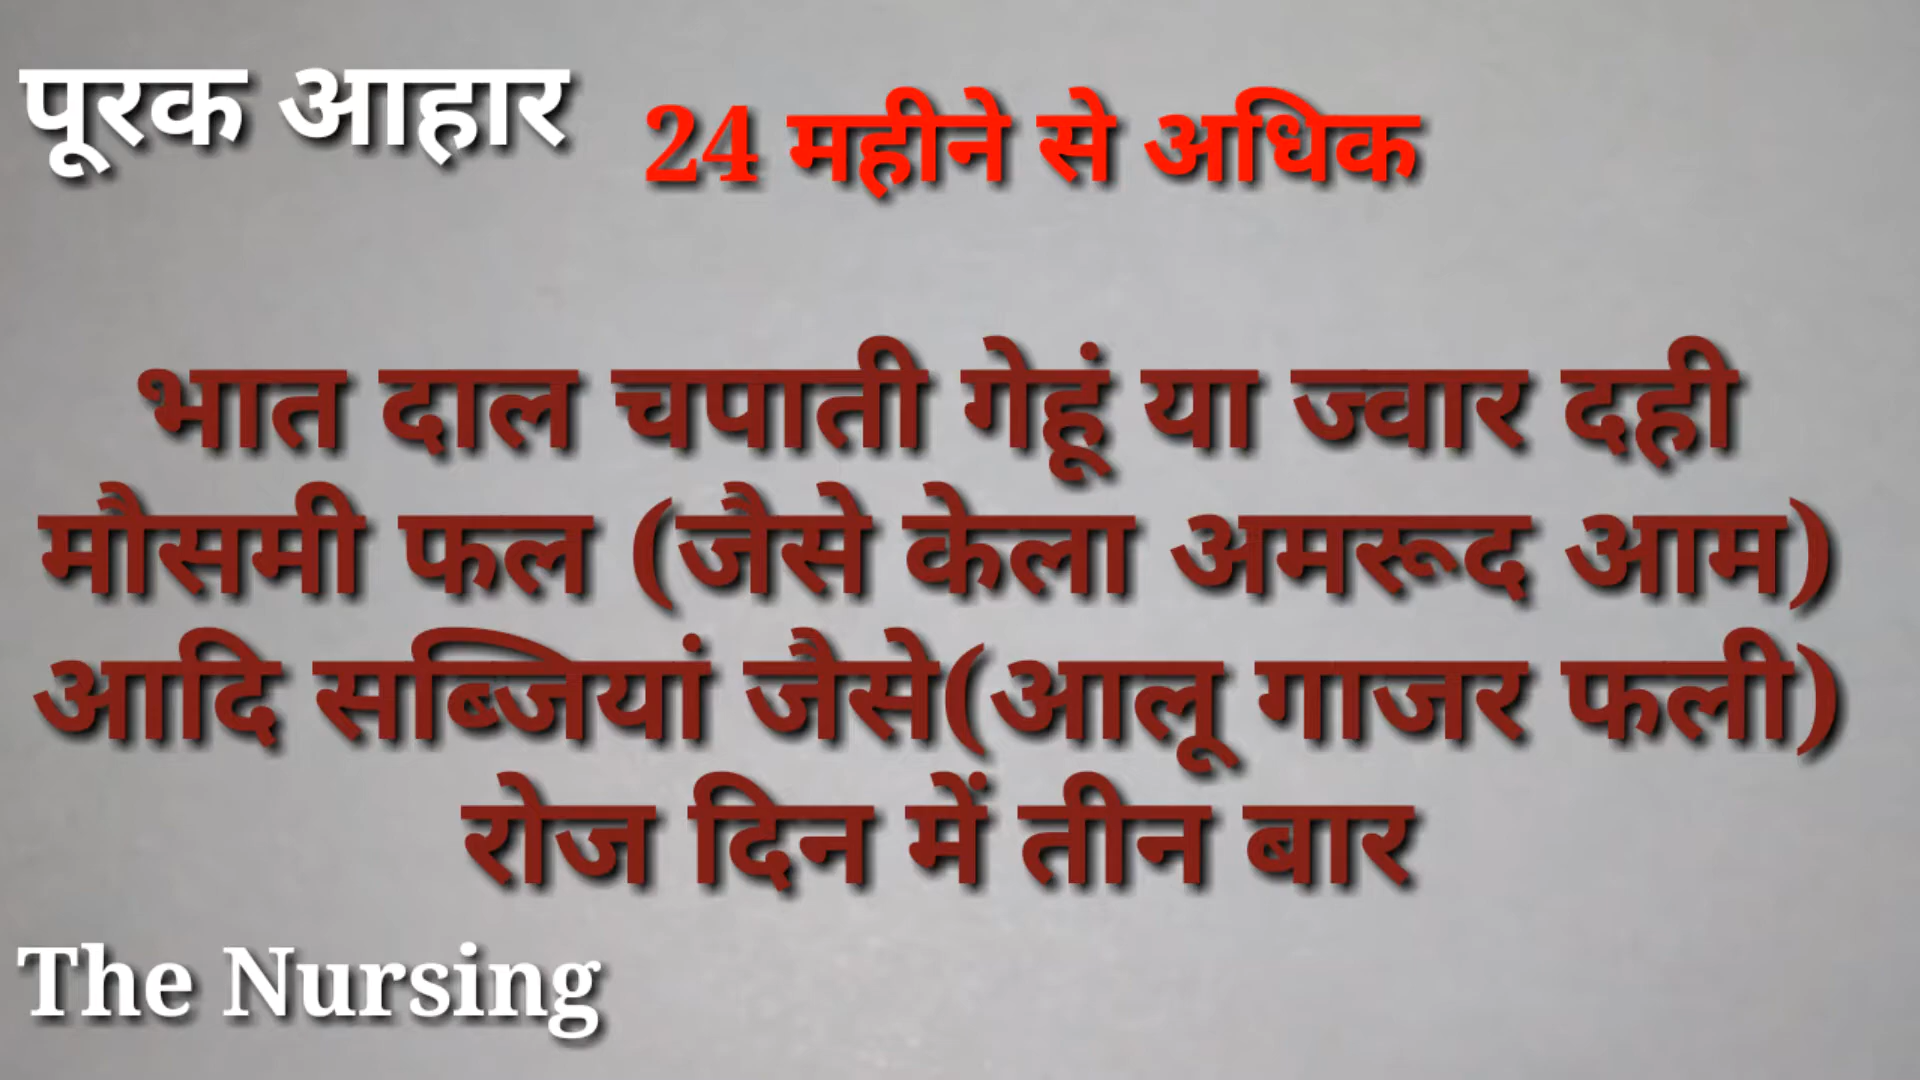 पूरक आहार
24 महीने से अधिक
भात दाल चपाती गेहूं या ज्वार दही
मौसमी फल (जैसे केला अमरूद आम)
आदि सब्जियां जैसे(आलू गाजर फली)
रोज दिन में तीन बार
The Nursing